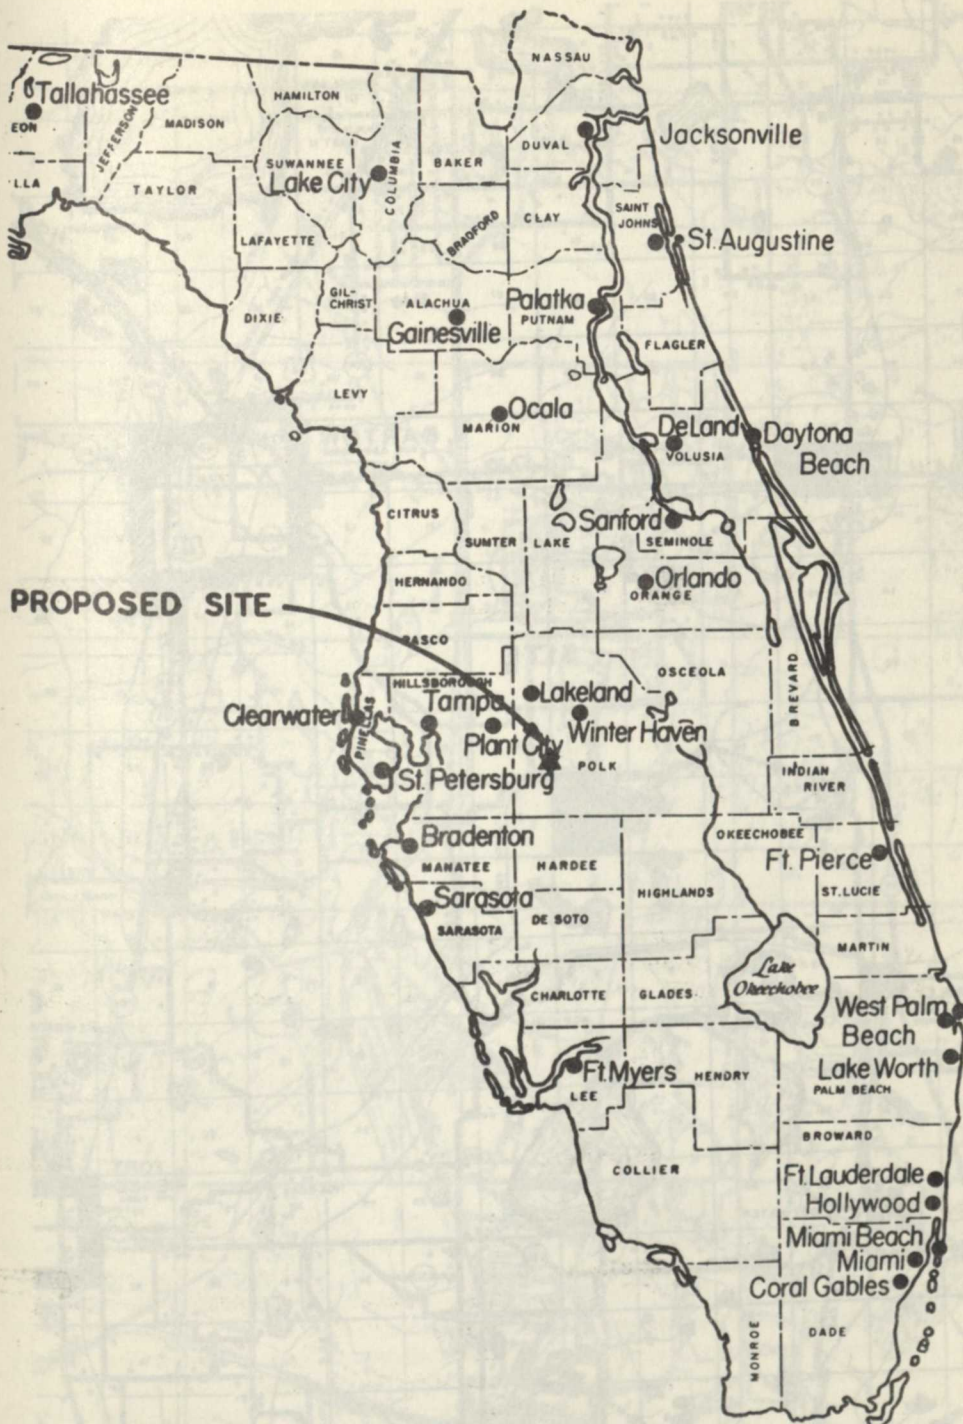 NASSAU
Tallahassee
EON
JEFFERSON
MADISON
HAMILTON
SUWANNEE
Lake City
COLUMBIA
BAKER
DUVAL
Jacksonville
LLA
TAYLOR
LAFAYETTE
BRADFORD
CLAY
SAINT
JOHNS
St. Augustine
DIXIE
GIL-
CHRIST
ALACHUA
Gainesville
Palatka
PUTNAM
FLAGLER
LEVY
Ocala
MARION
DeLand
VOLUSIA
Daytona
Beach
CITRUS
SUMTER
LAKE
Sanford
SEMINOLE
HERNANDO
Orlando
ORANGE
PROPOSED SITE
PASCO
OSCEOLA
BREVARD
HILLSBOROUGH
Lakeland
Clearwater
PINELLAS
Tampa
Plant City
Winter Haven
POLK
St. Petersburg
INDIAN
RIVER
Bradenton
MANATEE
HARDEE
OKEECHOBEE
Ft. Pierce
HIGHLANDS
ST. LUCIE
Sarasota
SARASOTA
DE SOTO
MARTIN
Lake
Okeechobee
CHARLOTTE
GLADES
West Palm
Beach
Ft. Myers
LEE
HENDRY
Lake Worth
PALM BEACH
BROWARD
COLLIER
Ft. Lauderdale
Hollywood
Miami Beach
Miami
Coral Gables
MONROE
DADE